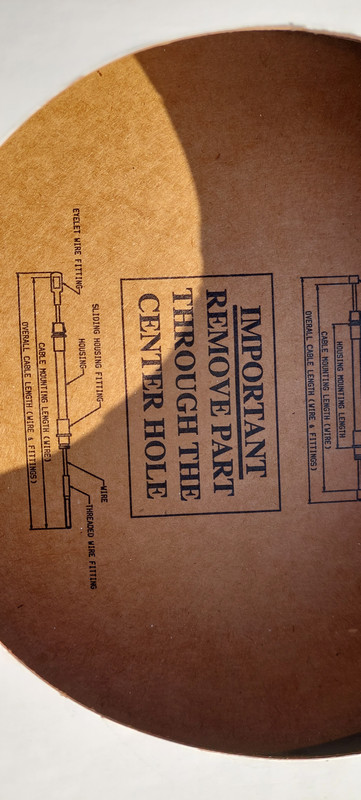 HOUSING MOUNTING LENGTH
CABLE MOUNTING LENGTH (WIRE)
OVERALL CABLE LENGTH (WIRE & FITTINGS)
IMPORTANT
REMOVE PART
THROUGH THE
CENTER HOLE
WIRE
THREADED WIRE FITTING
SLIDING HOUSING FITTING
HOUSING
EYELET WIRE FITTING
CABLE MOUNTING LENGTH (WIRE)
OVERALL CABLE LENGTH (WIRE & FITTINGS)